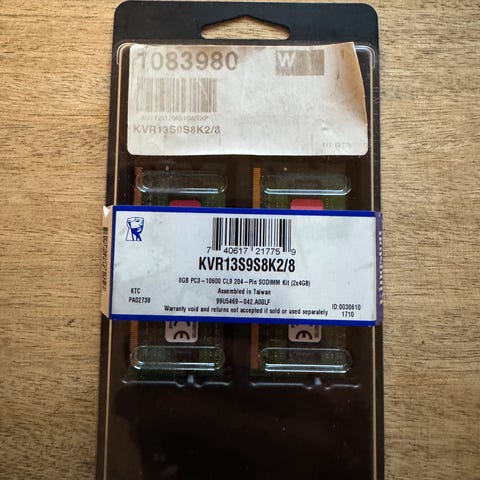 1083980
W
KVR13S9S8K2/8
7 40617 21775 9
KVR13S9S8K2/8
8GB PC3-10600 CL9 204-Pin SODIMM Kit (2x4GB)
KTC
Assembled in Taiwan
PA02738
99U5469-042.A00LF
ID:0030610
Warranty void and returns not accepted if sold or used separately
1710